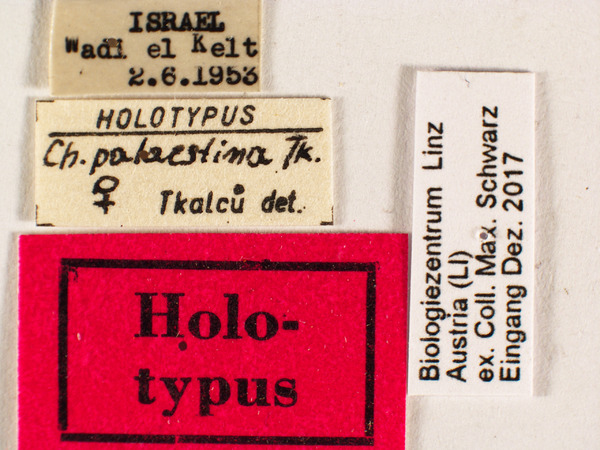 ISRAEL
Wadi el Kelt
2.6.1953
HOLOTYPUS
Ch. palaestina Tk.
♀ Tkalců det.
Holo-
typus
Biologiezentrum Linz
Austria (LI)
ex. Coll. Max. Schwarz
Eingang Dez. 2017